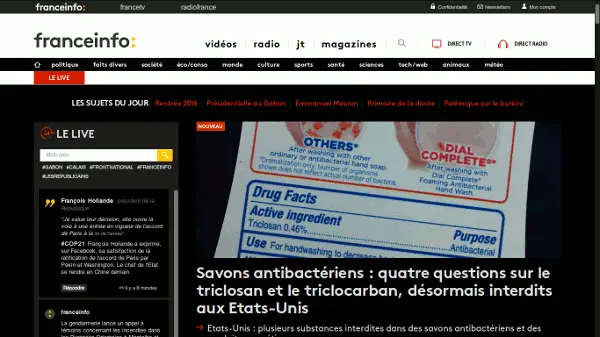 franceinfo: francetv radiofrance Confidentialité Newsletters Mon compte
franceinfo:
vidéos radio jt magazines DIRECT TV DIRECT RADIO
politique faits divers société éco/conso monde culture sports santé sciences tech/web animaux météo
LE LIVE
LES SUJETS DU JOUR Rentrée 2016 Présidentielle au Gabon Emmanuel Macron Primaire de la droite Polémique sur le burkini
LE LIVE
Mot clés
#GABON #CALAIS #FRONTNATIONAL #FRANCEINFO
#LESREPUBLICAINS
François Hollande président de la
République
"Je salue leur décision, elle ouvre la
voie à une entrée en vigueur de l'accord
de Paris à la
#COP21 François Hollande a exprimé,
sur Facebook, sa satisfaction de la
ratification de l'accord de Paris par
Pékin et Washington. Le chef de l'Etat
se rendra en Chine demain.
Répondre il y a 6 minutes
franceinfo
La gendarmerie lance un appel à
témoins concernant les incendies dans
NOUVEAU
OTHERS*
After washing with other
ordinary or antibacterial hand soap.
*Dramatization only. Number of organisms
shown does not reflect actual number of bacteria.
DIAL
COMPLETE®*
After washing with
Dial Complete®
Foaming Antibacterial
Hand Wash.
Drug Facts
Active ingredient Purpose
Triclosan 0.46% Antibacterial
Use For handwashing to decrease
Savons antibactériens : quatre questions sur le
triclosan et le triclocarban, désormais interdits
aux Etats-Unis
Etats-Unis : plusieurs substances interdites dans des savons antibactériens et des